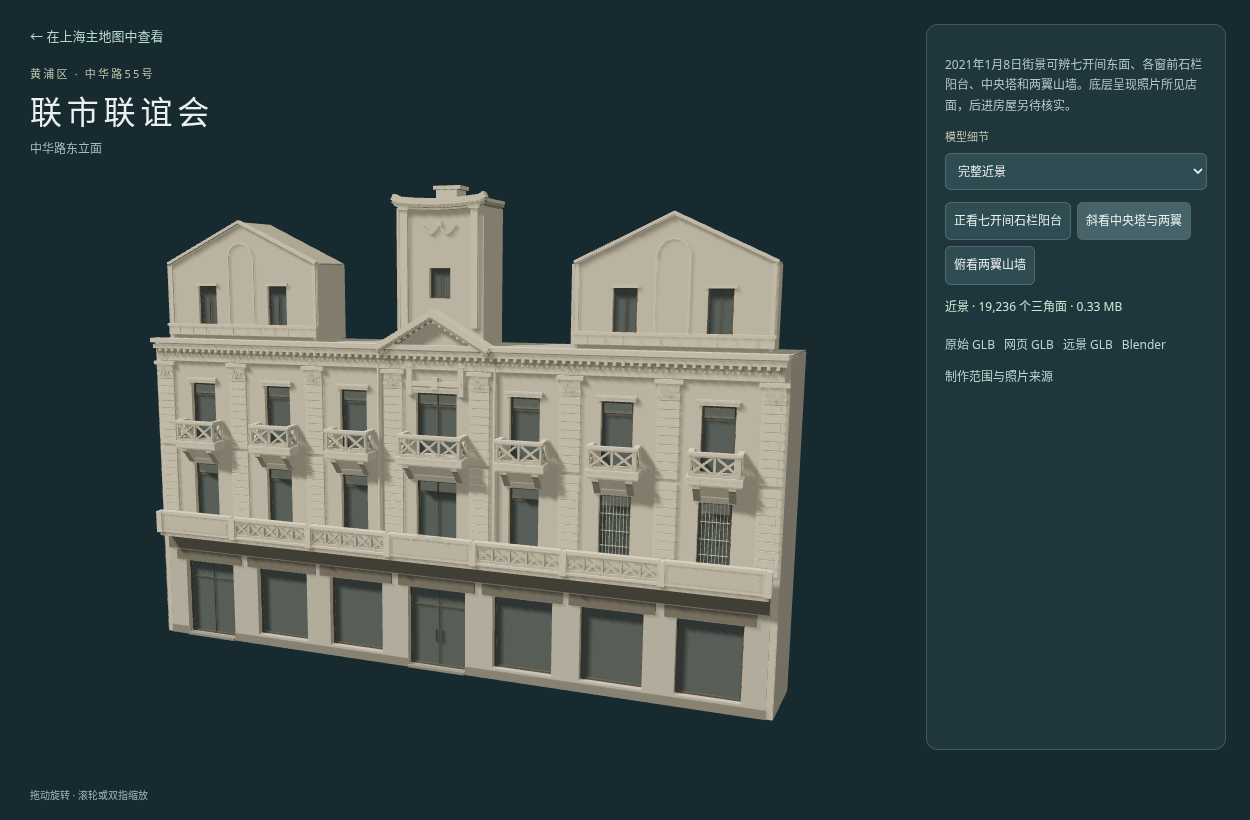 ← 在上海主地图中查看
黄浦区 · 中华路55号
联市联谊会
中华路东立面
2021年1月8日街景可辨七开间东面、各窗前石栏
阳台、中央塔和两翼山墙。底层呈现照片所见店
面，后进房屋另待核实。
模型细节
完整近景
正看七开间石栏阳台 斜看中央塔与两翼
俯看两翼山墙
近景 · 19,236 个三角面 · 0.33 MB
原始 GLB 网页 GLB 远景 GLB Blender
制作范围与照片来源
拖动旋转 · 滚轮或双指缩放